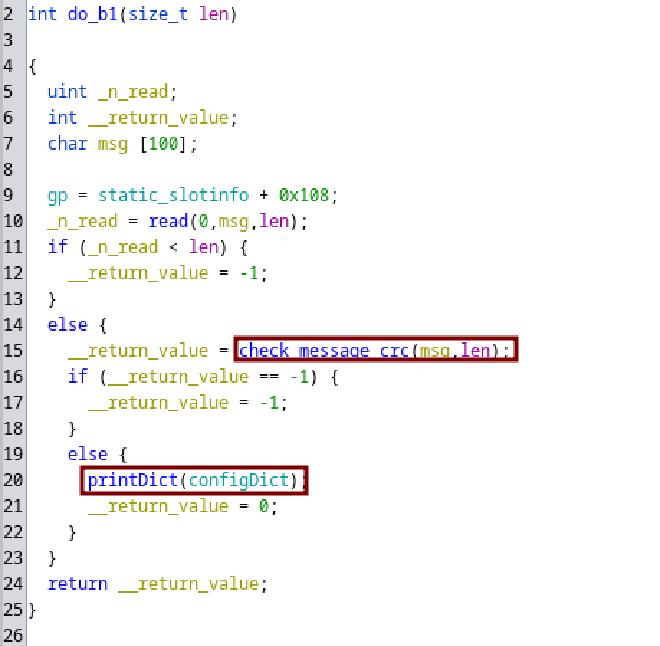 2 int do_b1(size_t len)
3
4 {
5 uint _n_read;
6 int __return_value;
7 char msg [100];
8
9 gp = static_slotinfo + 0x108;
10 _n_read = read(0,msg,len);
11 if (_n_read < len) {
12 __return_value = -1;
13 }
14 else {
15 __return_value = check_message_crc(msg,len);
16 if (__return_value == -1) {
17 __return_value = -1;
18 }
19 else {
20 printDict(configDict);
21 __return_value = 0;
22 }
23 }
24 return __return_value;
25 }
26